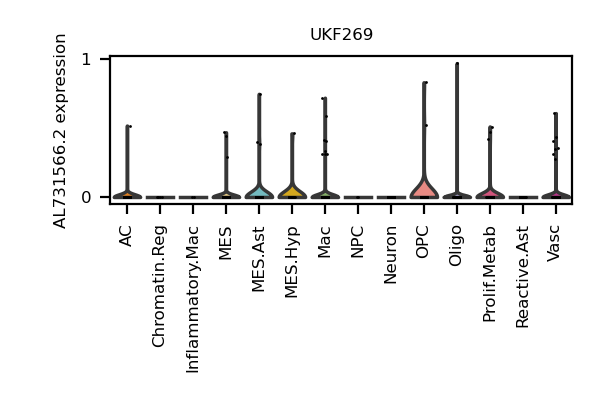 UKF269
AL731566.2 expression
1
0
AC
Chromatin.Reg
Inflammatory.Mac
MES
MES.Ast
MES.Hyp
Mac
NPC
Neuron
OPC
Oligo
Prolif.Metab
Reactive.Ast
Vasc